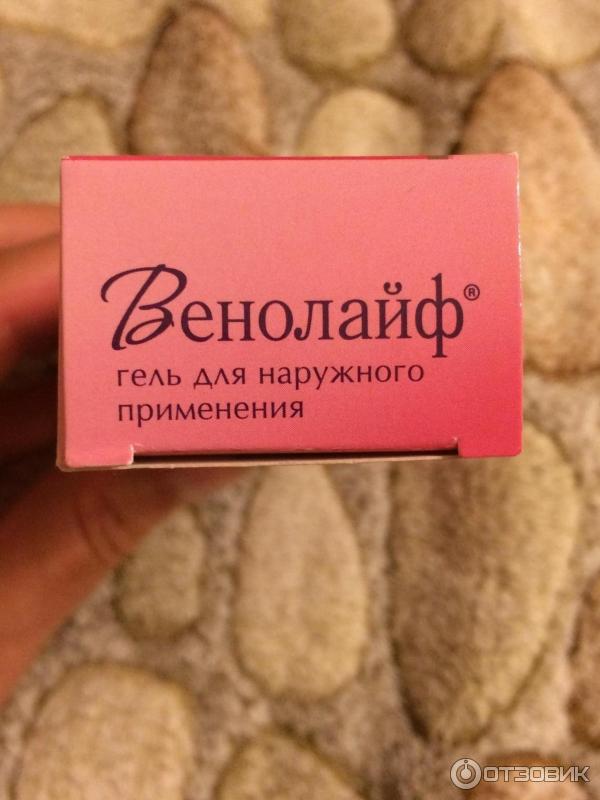 Венолайф®
гель для наружного
применения
ОТЗОВИК